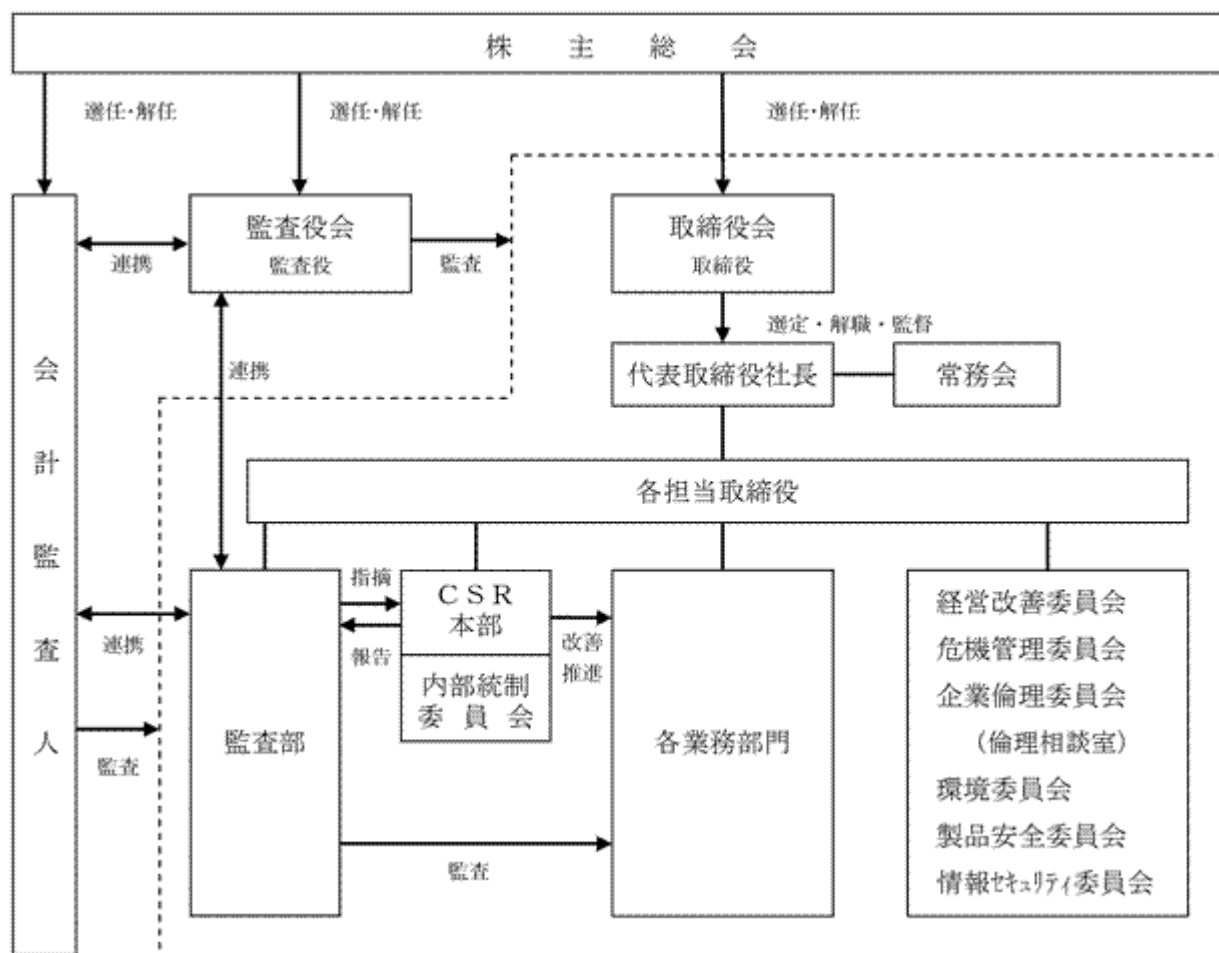 株主総会
選任・解任
選任・解任
選任・解任
監査役会
監査役
取締役会
取締役
連携
監査
選定・解職・監督
代表取締役社長
常務会
連携
会計監査人
各担当取締役
監査部
指摘
報告
CSR
本部
内部統制
委員会
改善
推進
各業務部門
経営改善委員会
危機管理委員会
企業倫理委員会
(倫理相談室)
環境委員会
製品安全委員会
情報セキュリティ委員会
連携
監査
監査